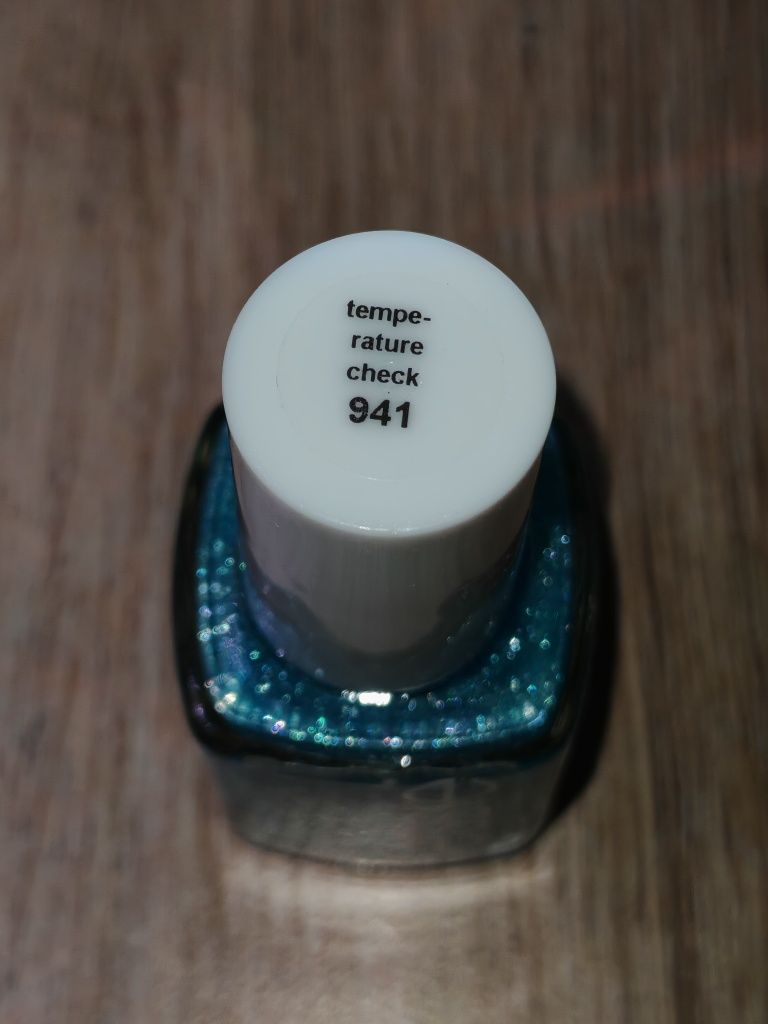 tempe-
rature
check
941